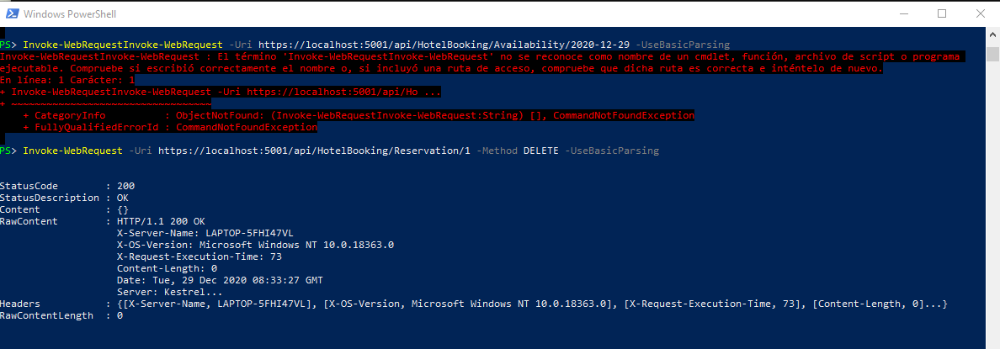 Windows PowerShell
PS> Invoke-WebRequestInvoke-WebRequest -Uri https://localhost:5001/api/HotelBooking/Availability/2020-12-29 -UseBasicParsing
Invoke-WebRequestInvoke-WebRequest : El término 'Invoke-WebRequestInvoke-WebRequest' no se reconoce como nombre de un cmdlet, función, archivo de script o programa
ejecutable. Compruebe si escribió correctamente el nombre o, si incluyó una ruta de acceso, compruebe que dicha ruta es correcta e inténtelo de nuevo.
En línea: 1 Carácter: 1
+ Invoke-WebRequestInvoke-WebRequest -Uri https://localhost:5001/api/Ho ...
+ ~~~~~~~~~~~~~~~~~~~~~~~~~~~~~~~~~~
    + CategoryInfo          : ObjectNotFound: (Invoke-WebRequestInvoke-WebRequest:String) [], CommandNotFoundException
    + FullyQualifiedErrorId : CommandNotFoundException
PS> Invoke-WebRequest -Uri https://localhost:5001/api/HotelBooking/Reservation/1 -Method DELETE -UseBasicParsing
StatusCode        : 200
StatusDescription : OK
Content           : {}
RawContent        : HTTP/1.1 200 OK
                    X-Server-Name: LAPTOP-5FHI47VL
                    X-OS-Version: Microsoft Windows NT 10.0.18363.0
                    X-Request-Execution-Time: 73
                    Content-Length: 0
                    Date: Tue, 29 Dec 2020 08:33:27 GMT
                    Server: Kestrel...
Headers           : {[X-Server-Name, LAPTOP-5FHI47VL], [X-OS-Version, Microsoft Windows NT 10.0.18363.0], [X-Request-Execution-Time, 73], [Content-Length, 0]...}
RawContentLength  : 0